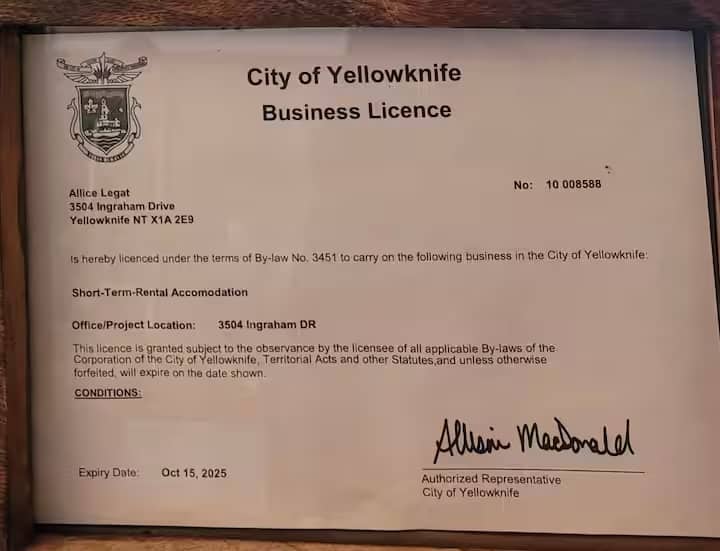 City of Yellowknife
Business Licence
No: 10 008588
Allice Legat
3504 Ingraham Drive
Yellowknife NT X1A 2E9
Is hereby licenced under the terms of By-law No. 3451 to carry on the following business in the City of Yellowknife:
Short-Term-Rental Accomodation
Office/Project Location: 3504 Ingraham DR
This licence is granted subject to the observance by the licensee of all applicable By-laws of the
Corporation of the City of Yellowknife, Territorial Acts and other Statutes,and unless otherwise
forfeited, will expire on the date shown.
CONDITIONS:
Allison MacDonald
Expiry Date: Oct 15, 2025
Authorized Representative
City of Yellowknife